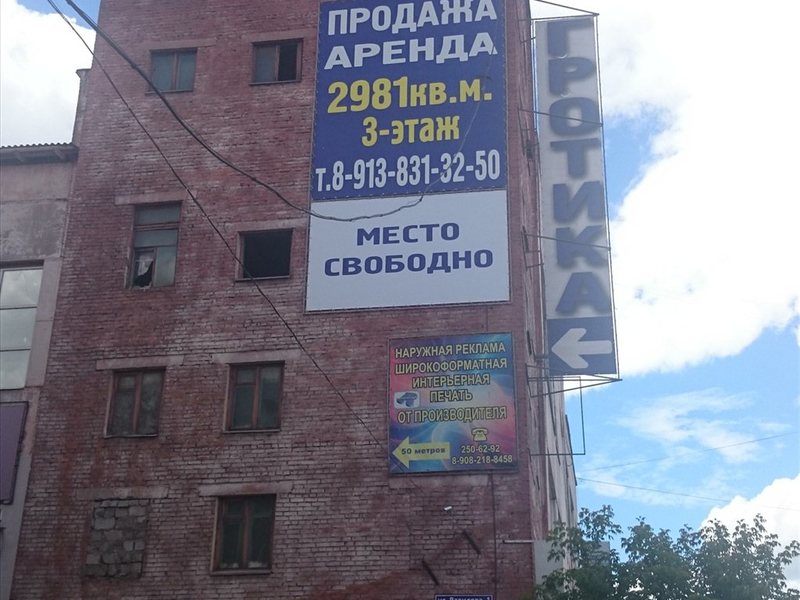 ПРОДАЖА
АРЕНДА
2981кв.м.
3-этаж
т.8-913-831-32-50
МЕСТО
СВОБОДНО
ГРОТИКА
НАРУЖНАЯ РЕКЛАМА
ШИРОКОФОРМАТНАЯ
ИНТЕРЬЕРНАЯ
ПЕЧАТЬ
ОТ ПРОИЗВОДИТЕЛЯ
50 метров
250-62-92
8-908-218-8458